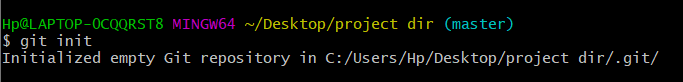 Hp@LAPTOP-OCQQRST8 MINGW64 ~/Desktop/project dir (master)
$ git init
Initialized empty Git repository in C:/Users/Hp/Desktop/project dir/.git/